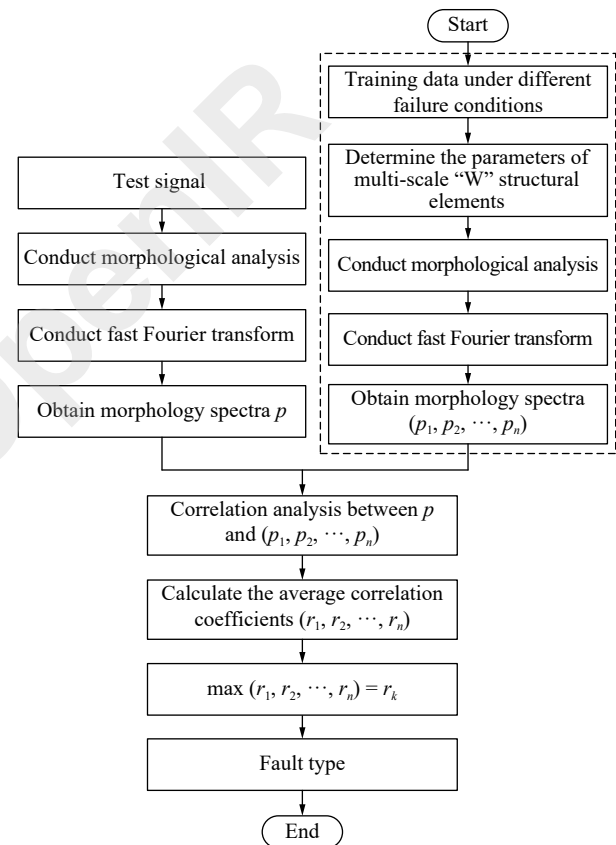 Start
Training data under different
failure conditions
Determine the parameters of
multi-scale “W” structural
elements
Conduct morphological analysis
Conduct fast Fourier transform
Obtain morphology spectra
(p₁, p₂, ⋯, pₙ)
Test signal
Conduct morphological analysis
Conduct fast Fourier transform
Obtain morphology spectra p
Correlation analysis between p
and (p₁, p₂, ⋯, pₙ)
Calculate the average correlation
coefficients (r₁, r₂, ⋯, rₙ)
max (r₁, r₂, ⋯, rₙ) = rₖ
Fault type
End
OpenIR